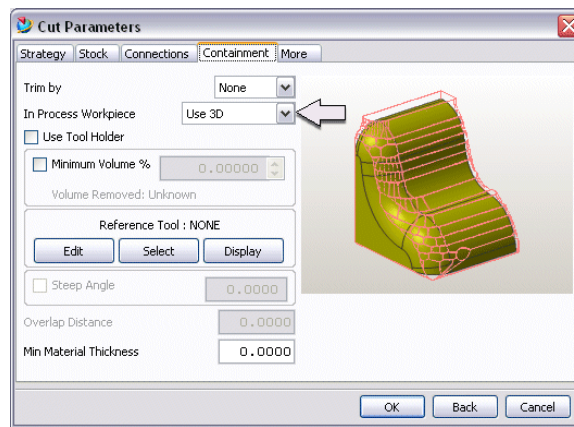 Cut Parameters
Strategy Stock Connections Containment More
Trim by None
In Process Workpiece Use 3D
Use Tool Holder
Minimum Volume % 0.00000
Volume Removed: Unknown
Reference Tool : NONE
Edit Select Display
Steep Angle 0.0000
Overlap Distance 0.0000
Min Material Thickness 0.0000
OK Back Cancel